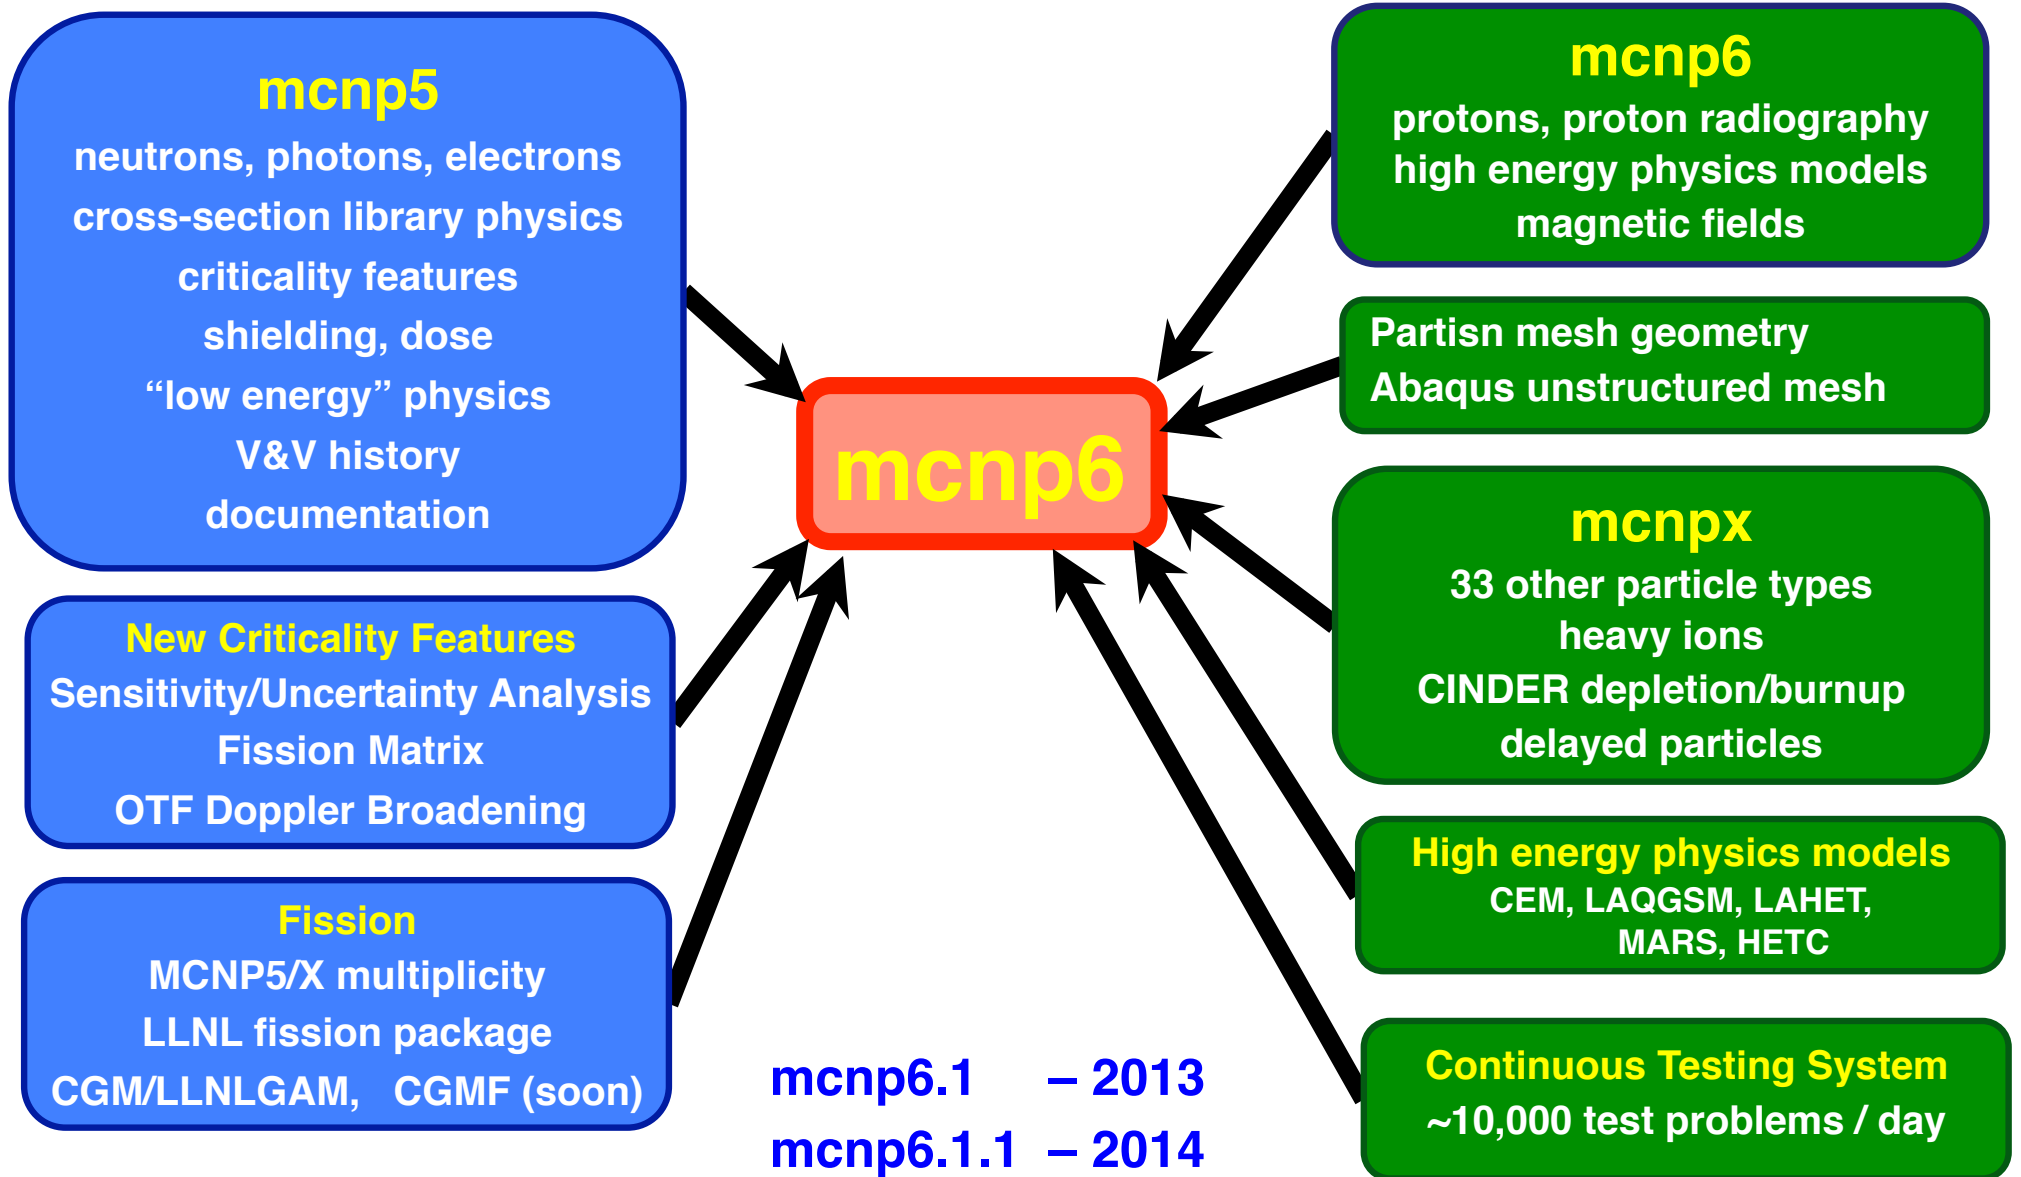 mcnp5
neutrons, photons, electrons
cross-section library physics
criticality features
shielding, dose
“low energy” physics
V&V history
documentation
New Criticality Features
Sensitivity/Uncertainty Analysis
Fission Matrix
OTF Doppler Broadening
Fission
MCNP5/X multiplicity
LLNL fission package
CGM/LLNLGAM, CGMF (soon)
mcnp6
mcnp6.1 – 2013
mcnp6.1.1 – 2014
mcnp6
protons, proton radiography
high energy physics models
magnetic fields
Partisn mesh geometry
Abaqus unstructured mesh
mcnpx
33 other particle types
heavy ions
CINDER depletion/burnup
delayed particles
High energy physics models
CEM, LAQGSM, LAHET,
MARS, HETC
Continuous Testing System
~10,000 test problems / day